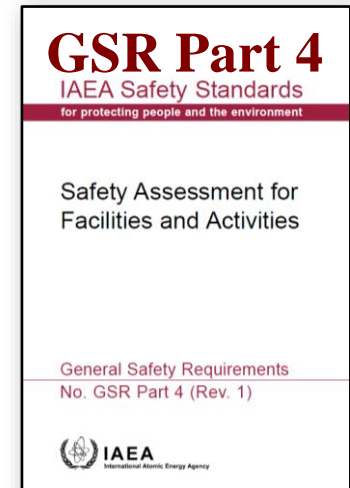 GSR Part 4
IAEA Safety Standards
for protecting people and the environment
Safety Assessment for
Facilities and Activities
General Safety Requirements
No. GSR Part 4 (Rev. 1)
IAEA
International Atomic Energy Agency